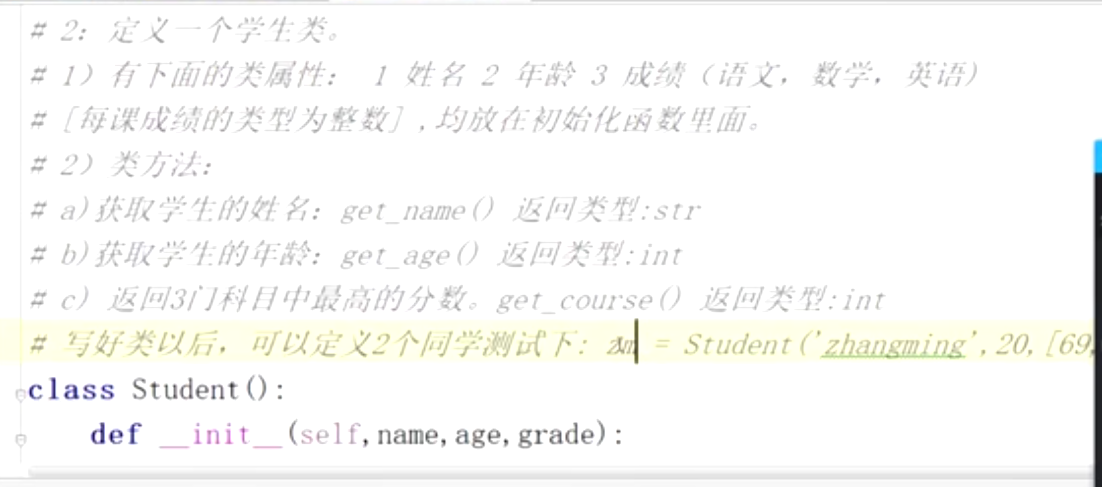 # 2：定义一个学生类。
# 1）有下面的类属性： 1 姓名 2 年龄 3 成绩（语文，数学，英语）
# [每课成绩的类型为整数] ,均放在初始化函数里面。
# 2）类方法：
# a)获取学生的姓名：get_name() 返回类型:str
# b)获取学生的年龄：get_age() 返回类型:int
# c) 返回3门科目中最高的分数。get_course() 返回类型:int
# 写好类以后，可以定义2个同学测试下: zm = Student('zhangming',20,[69,
class Student():
def __init__(self,name,age,grade):